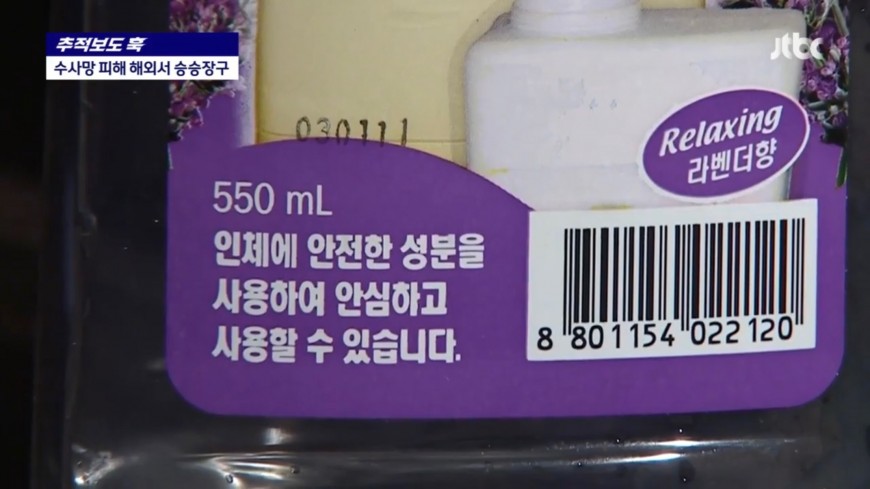 추적보도 훅
수사망 피해 해외서 승승장구
jtbc
030111
Relaxing
라벤더향
550 mL
인체에 안전한 성분을
사용하여 안심하고
사용할 수 있습니다.
8 801154 022120